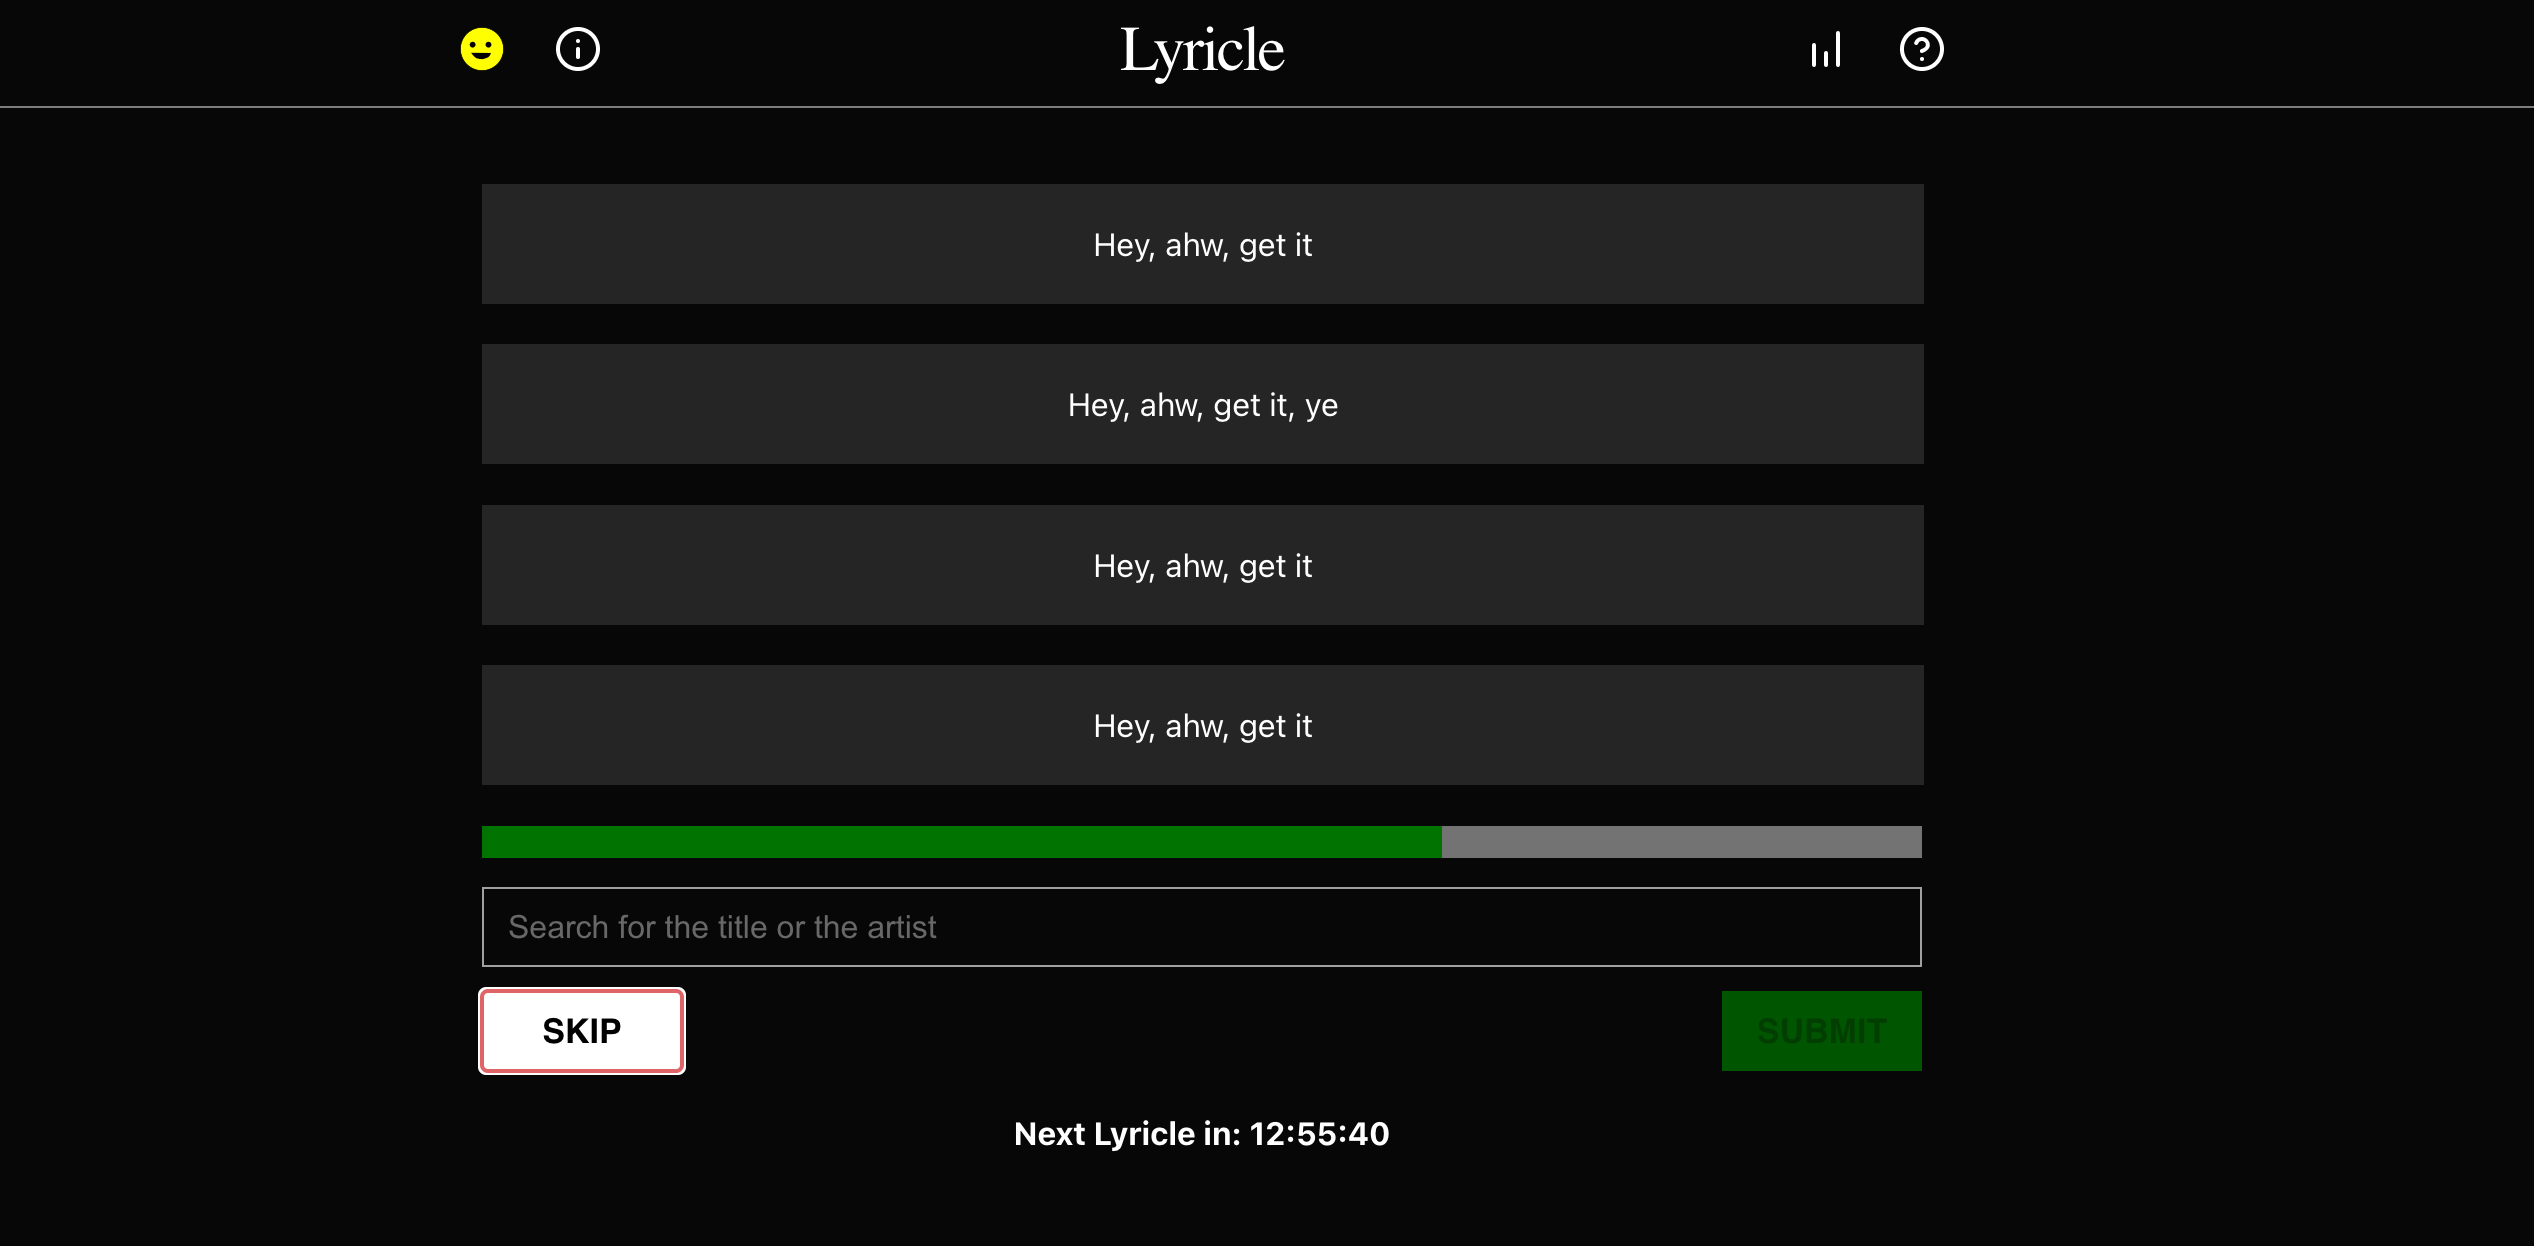 Lyricle
Hey, ahw, get it
Hey, ahw, get it, ye
Hey, ahw, get it
Hey, ahw, get it
Search for the title or the artist
SKIP
SUBMIT
Next Lyricle in: 12:55:40